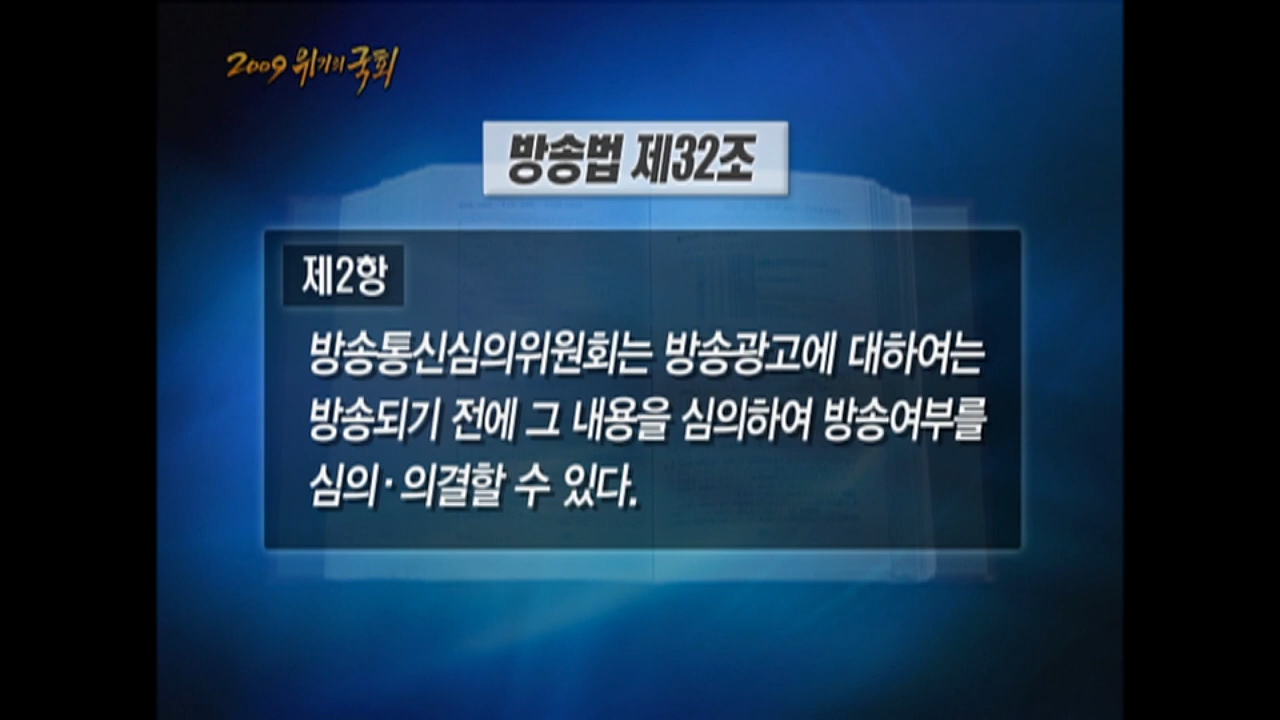 2009 위기의 국회
방송법 제32조
제2항
방송통신심의위원회는 방송광고에 대하여는
방송되기 전에 그 내용을 심의하여 방송여부를
심의·의결할 수 있다.